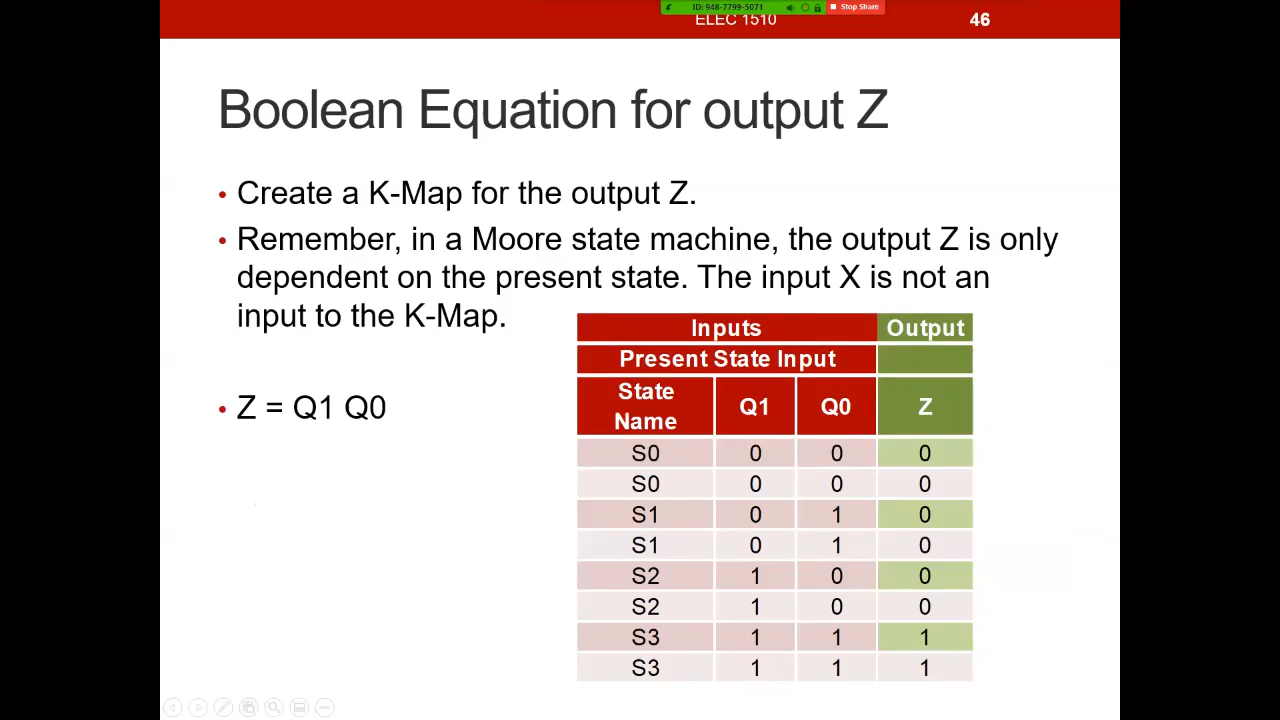 ID: 948-7799-5071
Stop Share
ELEC 1510
46
Boolean Equation for output Z
• Create a K-Map for the output Z.
• Remember, in a Moore state machine, the output Z is only
dependent on the present state. The input X is not an
input to the K-Map.
• Z = Q1 Q0
Inputs Output
Present State Input
State Name Q1 Q0 Z
S0 0 0 0
S0 0 0 0
S1 0 1 0
S1 0 1 0
S2 1 0 0
S2 1 0 0
S3 1 1 1
S3 1 1 1